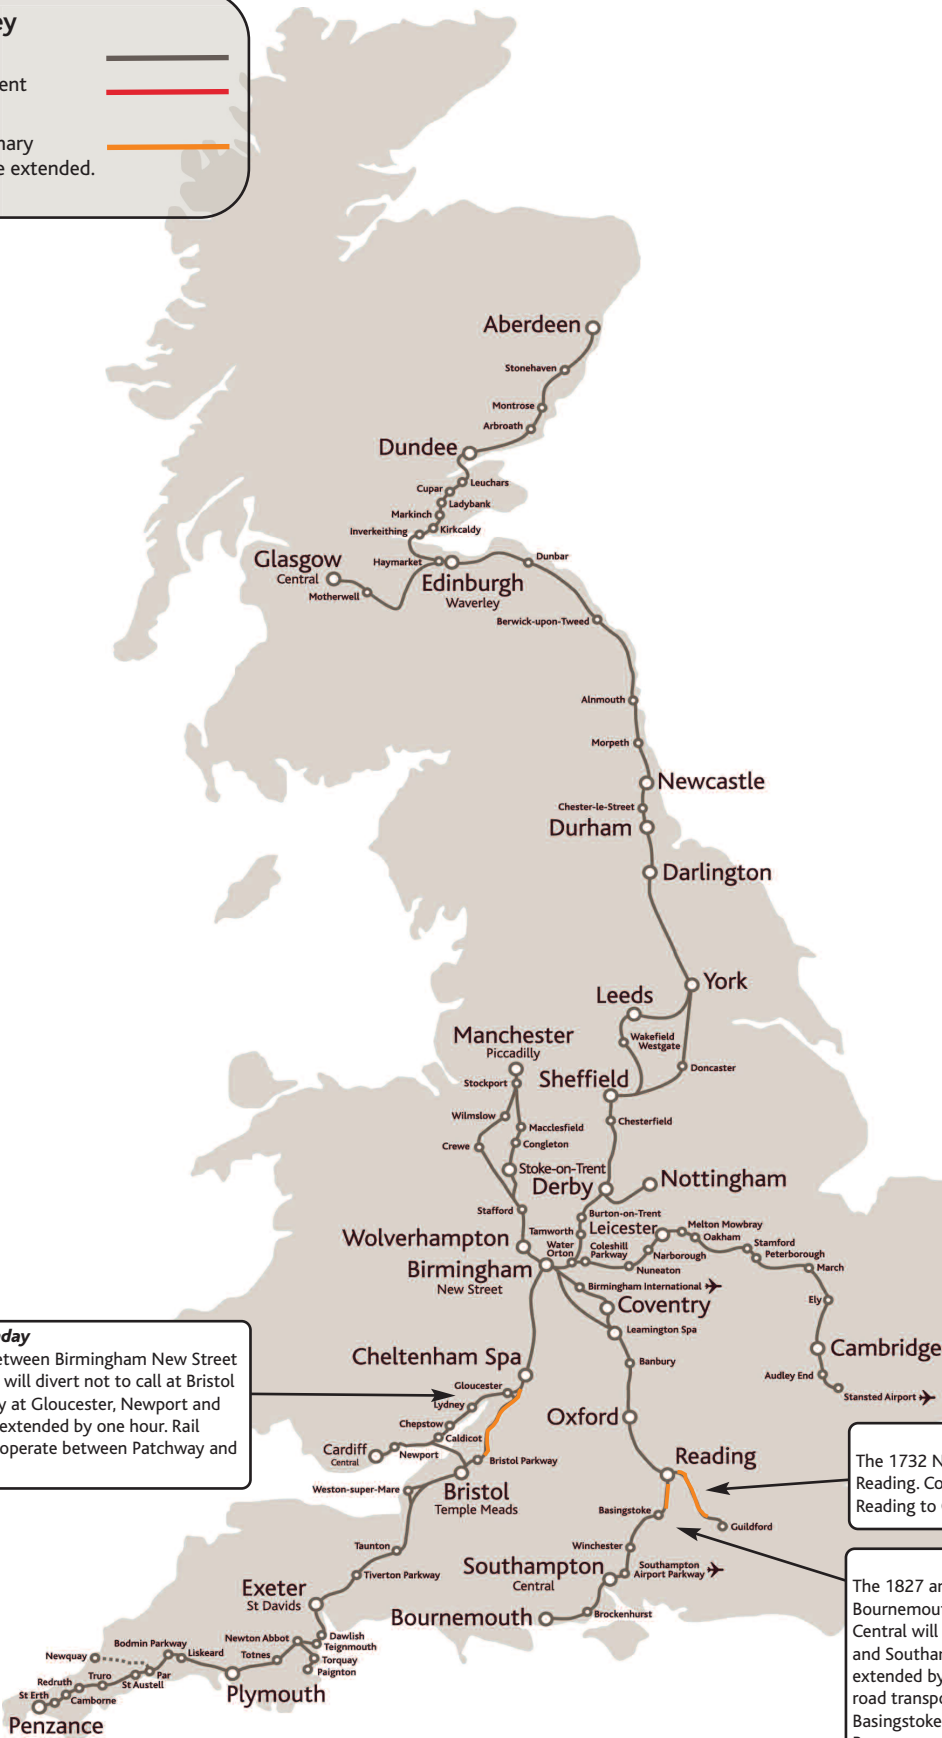 ey
ent
nary
e extended.
Aberdeen
Stonehaven
Montrose
Arbroath
Dundee
Leuchars
Cupar
Ladybank
Markinch
Kirkcaldy
Inverkeithing
Haymarket
Glasgow
Central
Motherwell
Edinburgh
Waverley
Dunbar
Berwick-upon-Tweed
Alnmouth
Morpeth
Newcastle
Chester-le-Street
Durham
Darlington
York
Leeds
Wakefield
Westgate
Doncaster
Manchester
Piccadilly
Stockport
Sheffield
Chesterfield
Wilmslow
Macclesfield
Crewe
Congleton
Stoke-on-Trent
Derby
Nottingham
Stafford
Burton-on-Trent
Tamworth
Leicester
Melton Mowbray
Oakham
Stamford
Peterborough
March
Wolverhampton
Water
Orton
Coleshill
Parkway
Narborough
Nuneaton
Birmingham
New Street
Birmingham International
Ely
Coventry
Leamington Spa
Cambridge
Banbury
Audley End
Stansted Airport
Cheltenham Spa
Gloucester
Lydney
Chepstow
Caldicot
Cardiff
Central
Newport
Bristol Parkway
Oxford
Reading
Weston-super-Mare
Bristol
Temple Meads
Basingstoke
Guildford
Winchester
Southampton
Airport Parkway
Southampton
Central
Bournemouth
Brockenhurst
Taunton
Tiverton Parkway
Exeter
St Davids
Dawlish
Teignmouth
Newton Abbot
Torquay
Paignton
Totnes
Plymouth
Bodmin Parkway
Liskeard
Newquay
Par
St Austell
Truro
Redruth
Camborne
St Erth
Penzance
day
etween Birmingham New Street
will divert not to call at Bristol
y at Gloucester, Newport and
extended by one hour. Rail
operate between Patchway and
The 1732 N
Reading. Co
Reading to
The 1827 an
Bournemout
Central will
and Southar
extended by
road transpo
Basingstoke